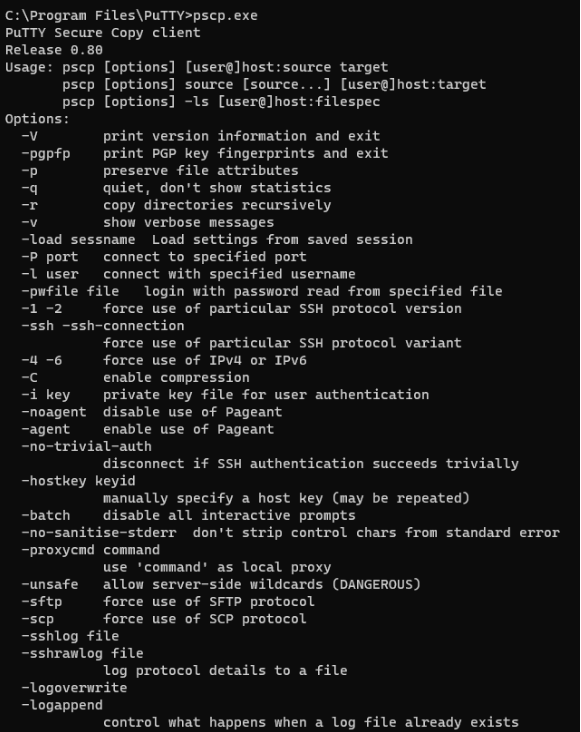 C:\Program Files\PuTTY>pscp.exe
PuTTY Secure Copy client
Release 0.80
Usage: pscp [options] [user@]host:source target
       pscp [options] source [source...] [user@]host:target
       pscp [options] -ls [user@]host:filespec
Options:
  -V        print version information and exit
  -pgpfp    print PGP key fingerprints and exit
  -p        preserve file attributes
  -q        quiet, don't show statistics
  -r        copy directories recursively
  -v        show verbose messages
  -load sessname  Load settings from saved session
  -P port   connect to specified port
  -l user   connect with specified username
  -pwfile file   login with password read from specified file
  -1 -2     force use of particular SSH protocol version
  -ssh -ssh-connection
            force use of particular SSH protocol variant
  -4 -6     force use of IPv4 or IPv6
  -C        enable compression
  -i key    private key file for user authentication
  -noagent  disable use of Pageant
  -agent    enable use of Pageant
  -no-trivial-auth
            disconnect if SSH authentication succeeds trivially
  -hostkey keyid
            manually specify a host key (may be repeated)
  -batch    disable all interactive prompts
  -no-sanitise-stderr  don't strip control chars from standard error
  -proxycmd command
            use 'command' as local proxy
  -unsafe   allow server-side wildcards (DANGEROUS)
  -sftp     force use of SFTP protocol
  -scp      force use of SCP protocol
  -sshlog file
  -sshrawlog file
            log protocol details to a file
  -logoverwrite
  -logappend
            control what happens when a log file already exists